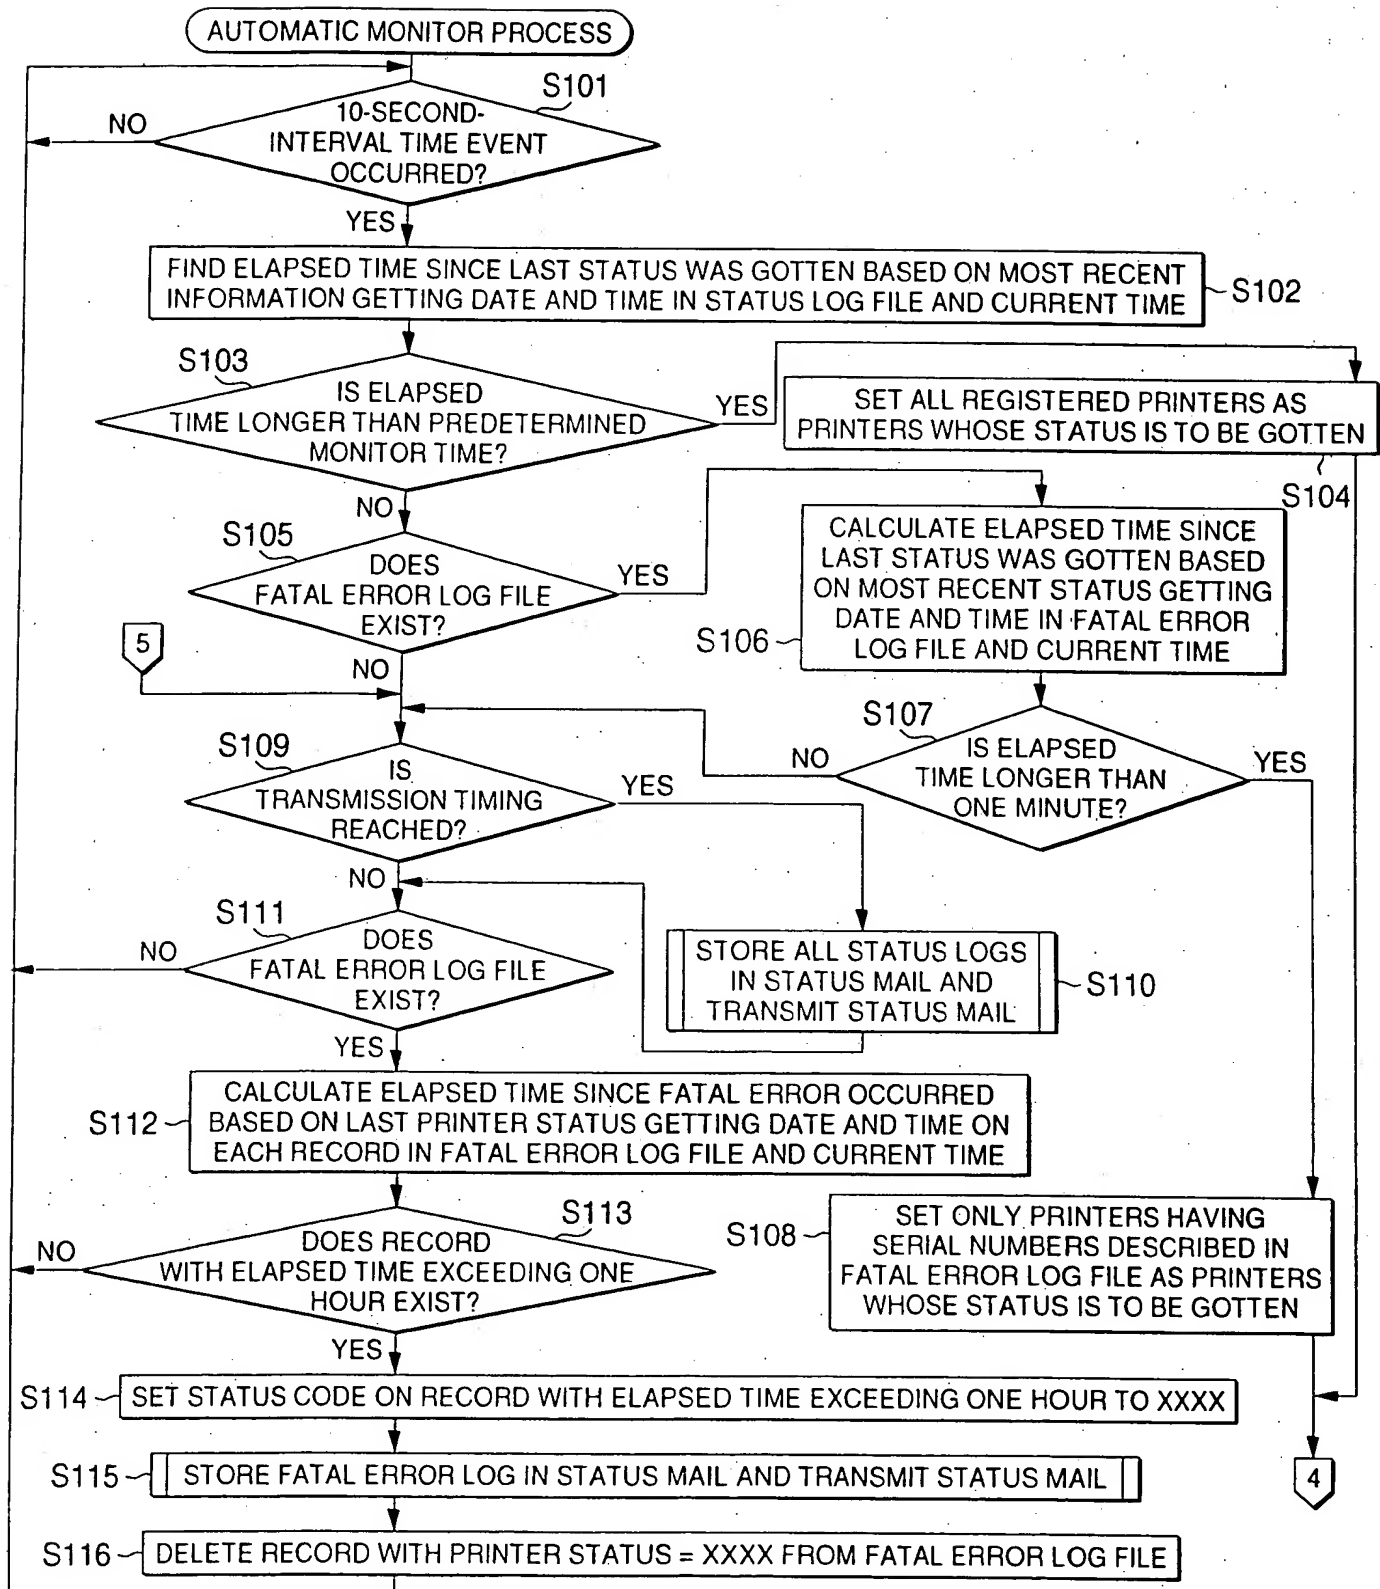 AUTOMATIC MONITOR PROCESS
S101
10-SECOND-
INTERVAL TIME EVENT
OCCURRED?
NO
YES
FIND ELAPSED TIME SINCE LAST STATUS WAS GOTTEN BASED ON MOST RECENT
INFORMATION GETTING DATE AND TIME IN STATUS LOG FILE AND CURRENT TIME
S102
S103
IS ELAPSED
TIME LONGER THAN PREDETERMINED
MONITOR TIME?
YES
NO
SET ALL REGISTERED PRINTERS AS
PRINTERS WHOSE STATUS IS TO BE GOTTEN
S104
S105
DOES
FATAL ERROR LOG FILE
EXIST?
YES
NO
CALCULATE ELAPSED TIME SINCE
LAST STATUS WAS GOTTEN BASED
ON MOST RECENT STATUS GETTING
DATE AND TIME IN FATAL ERROR
LOG FILE AND CURRENT TIME
S106
5
S107
IS ELAPSED
TIME LONGER THAN
ONE MINUTE?
NO
YES
S109
IS
TRANSMISSION TIMING
REACHED?
YES
NO
STORE ALL STATUS LOGS
IN STATUS MAIL AND
TRANSMIT STATUS MAIL
S110
S111
DOES
FATAL ERROR LOG FILE
EXIST?
NO
YES
CALCULATE ELAPSED TIME SINCE FATAL ERROR OCCURRED
BASED ON LAST PRINTER STATUS GETTING DATE AND TIME ON
EACH RECORD IN FATAL ERROR LOG FILE AND CURRENT TIME
S112
S113
DOES RECORD
WITH ELAPSED TIME EXCEEDING ONE
HOUR EXIST?
NO
YES
S108
SET ONLY PRINTERS HAVING
SERIAL NUMBERS DESCRIBED IN
FATAL ERROR LOG FILE AS PRINTERS
WHOSE STATUS IS TO BE GOTTEN
S114
SET STATUS CODE ON RECORD WITH ELAPSED TIME EXCEEDING ONE HOUR TO XXXX
S115
STORE FATAL ERROR LOG IN STATUS MAIL AND TRANSMIT STATUS MAIL
4
S116
DELETE RECORD WITH PRINTER STATUS = XXXX FROM FATAL ERROR LOG FILE